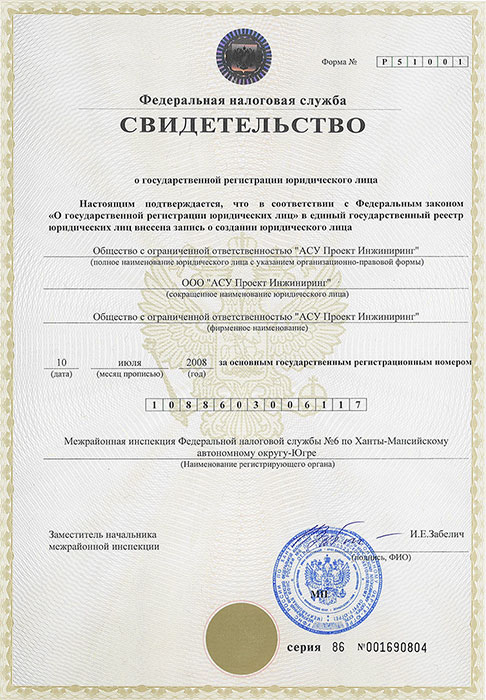 Форма № Р 5 1 0 0 1
Федеральная налоговая служба
СВИДЕТЕЛЬСТВО
о государственной регистрации юридического лица
Настоящим подтверждается, что в соответствии с Федеральным законом
«О государственной регистрации юридических лиц» в единый государственный реестр
юридических лиц внесена запись о создании юридического лица
Общество с ограниченной ответственностью "АСУ Проект Инжиниринг"
(полное наименование юридического лица с указанием организационно-правовой формы)
ООО "АСУ Проект Инжиниринг"
(сокращенное наименование юридического лица)
Общество с ограниченной ответственностью "АСУ Проект Инжиниринг"
(фирменное наименование)
10 июля 2008 за основным государственным регистрационным номером
(дата) (месяц прописью) (год)
1 0 8 8 6 0 3 0 0 6 1 1 7
Межрайонная инспекция Федеральной налоговой службы №6 по Ханты-Мансийскому
автономному округу-Югре
(Наименование регистрирующего органа)
Заместитель начальника И.Е.Забелич
межрайонной инспекции
(подпись, ФИО)
МП
серия 86 №001690804